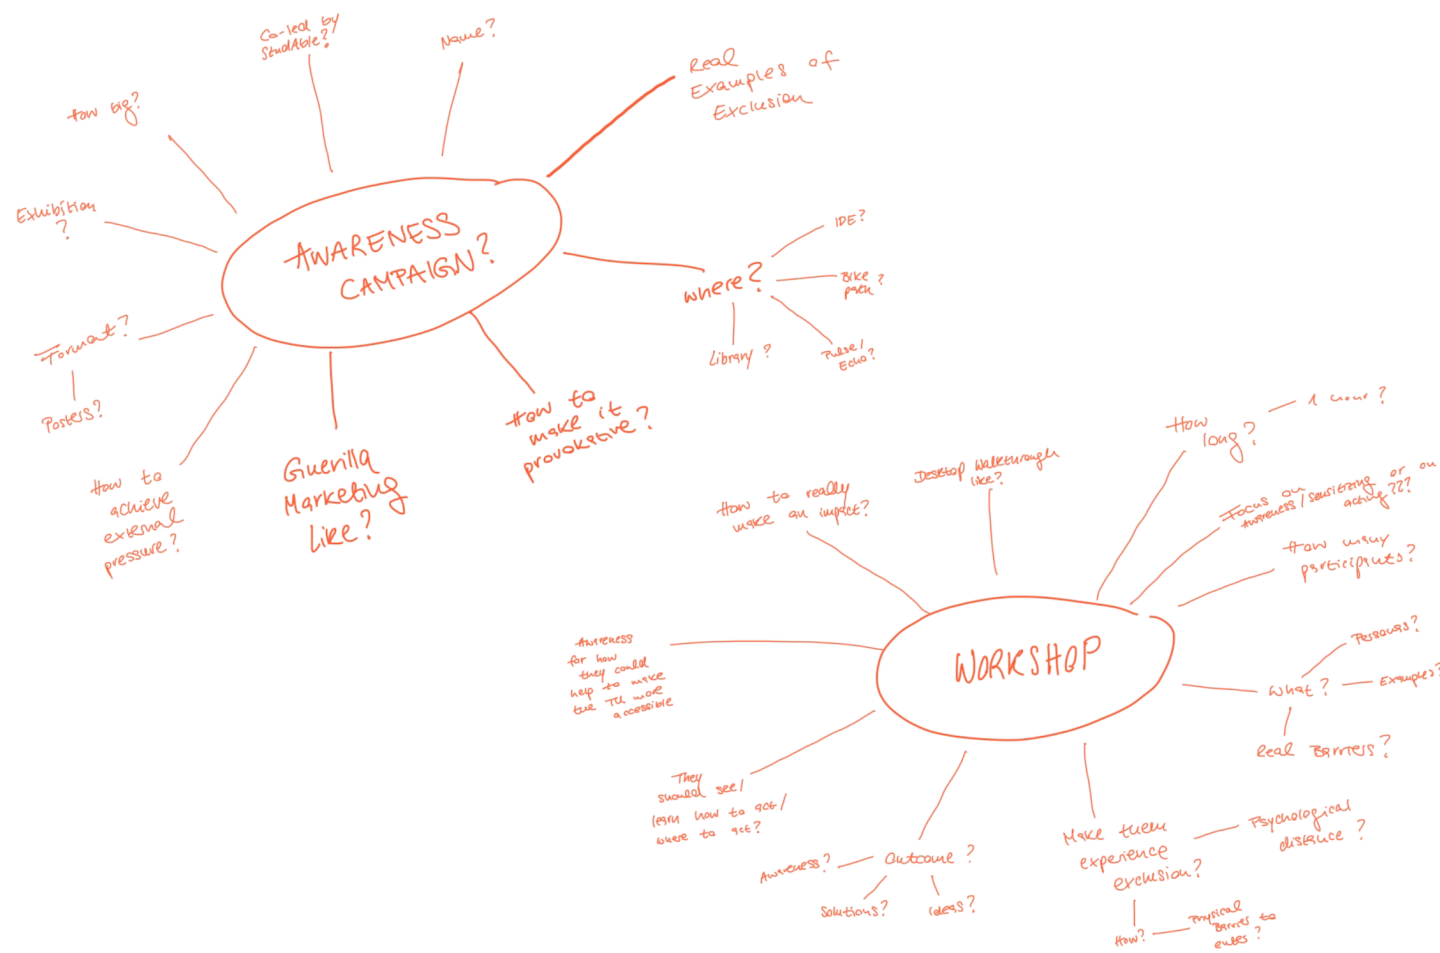 Co-led by
StudAble?
Name?
Real
Examples of
Exclusion
How big?
Exhibition
?
AWARENESS
CAMPAIGN?
IDE?
where?
Bike
path?
Format?
Library?
Pulse/
Echo?
Posters?
How to
make it
provokative?
How to
achieve
external
pressure?
Guerilla
Marketing
like?
How
long?
1 hour?
Desktop Walkthrough
like?
How to really
make an impact?
Focus on
Awareness/sensitizing or on
acting???
How many
participants?
Awareness
for how
they could
help to make
the TU more
accessible
WORKSHOP
Personas?
What?
Examples?
Real Barriers?
They
should see/
learn how to act/
where to act?
Outcome?
Awareness?
Solutions?
Ideas?
Make them
experience
exclusion?
Psychological
distance?
How?
Physical
Barrier to
enter?